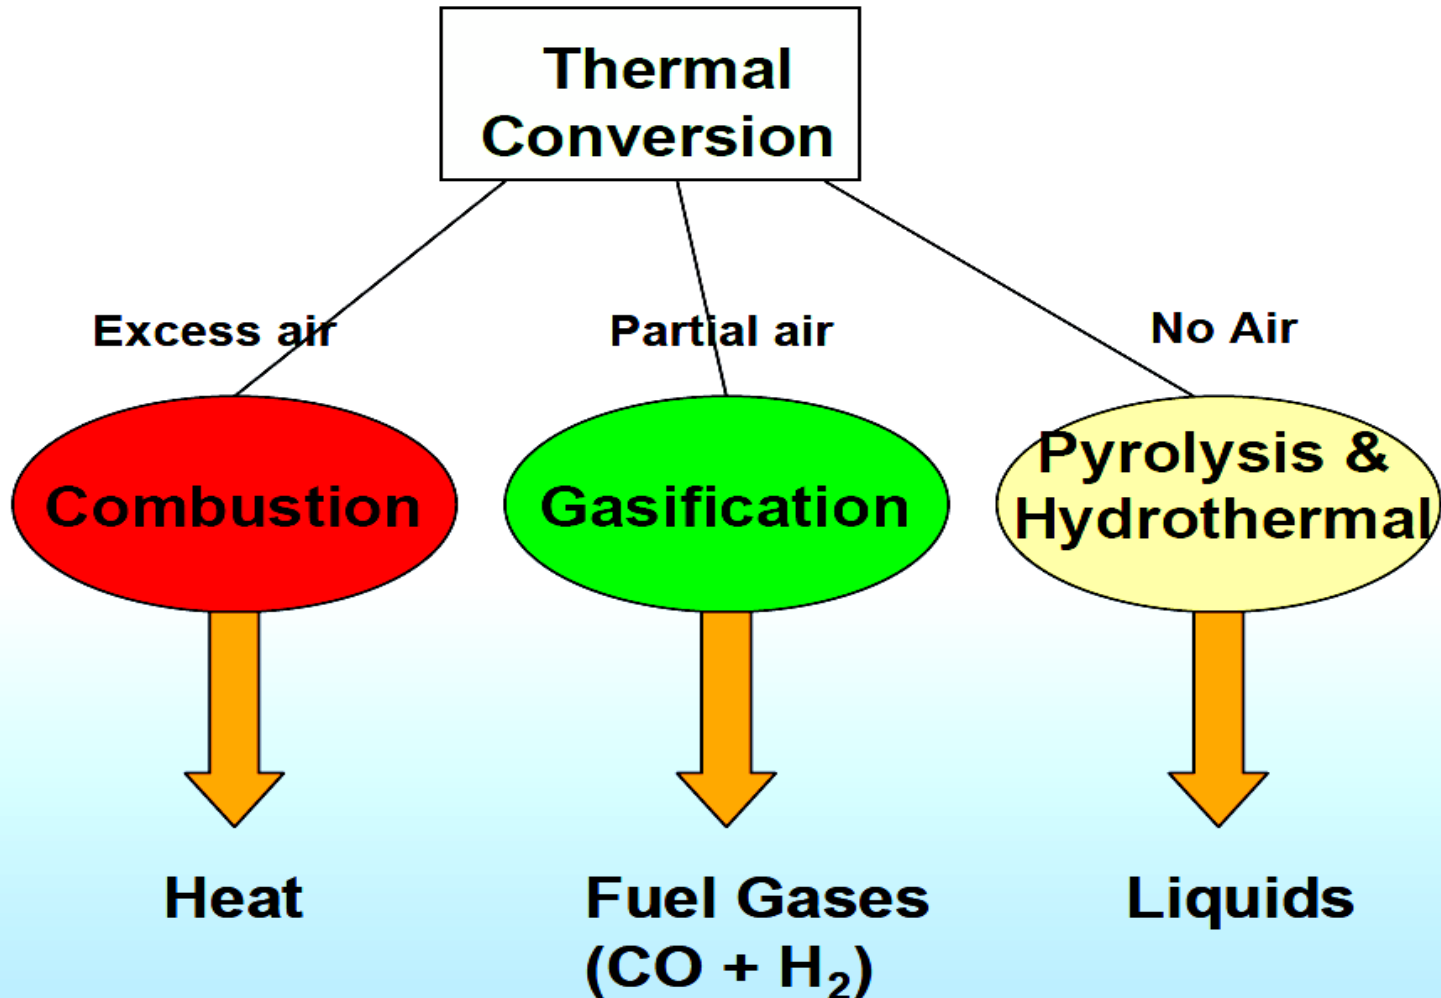 Thermal
Conversion
Excess air
Partial air
No Air
Combustion
Gasification
Pyrolysis &
Hydrothermal
Heat
Fuel Gases
(CO + H₂)
Liquids